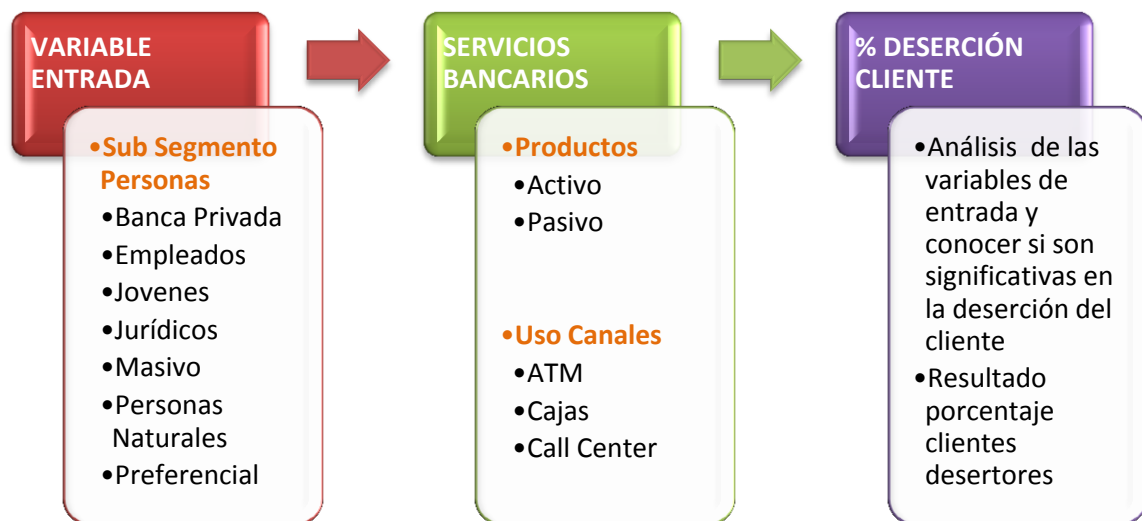 VARIABLE
ENTRADA
•Sub Segmento
Personas
•Banca Privada
•Empleados
•Jovenes
•Jurídicos
•Masivo
•Personas
Naturales
•Preferencial
SERVICIOS
BANCARIOS
•Productos
•Activo
•Pasivo
•Uso Canales
•ATM
•Cajas
•Call Center
% DESERCIÓN
CLIENTE
•Análisis de las
variables de
entrada y
conocer si son
significativas en
la deserción del
cliente
•Resultado
porcentaje
clientes
desertores